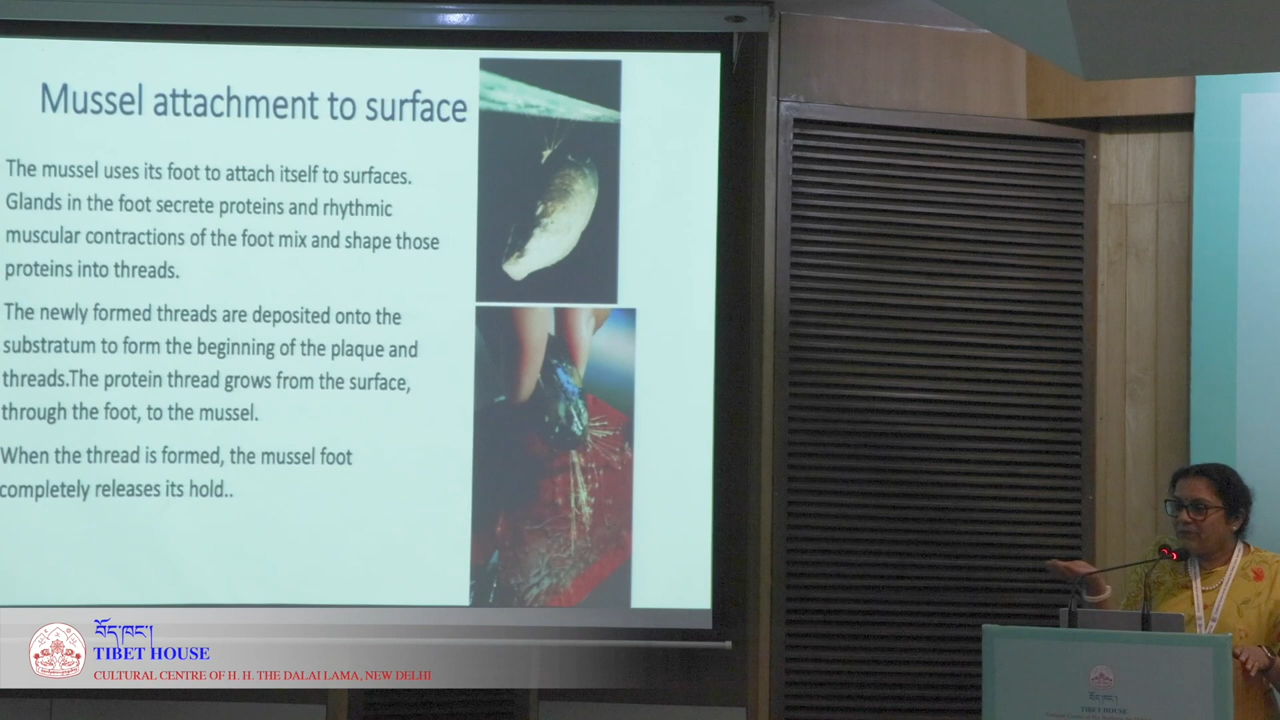 Mussel attachment to surface
The mussel uses its foot to attach itself to surfaces.
Glands in the foot secrete proteins and rhythmic
muscular contractions of the foot mix and shape those
proteins into threads.
The newly formed threads are deposited onto the
substratum to form the beginning of the plaque and
threads.The protein thread grows from the surface,
through the foot, to the mussel.
When the thread is formed, the mussel foot
completely releases its hold..
བོད་ཁང་།
TIBET HOUSE
CULTURAL CENTRE OF H. H. THE DALAI LAMA, NEW DELHI
བོད་ཁང་།
TIBET HOUSE